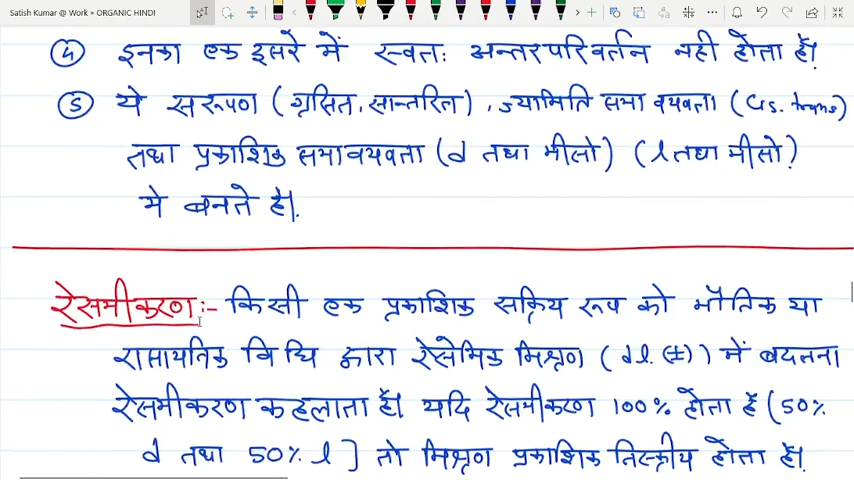 Satish Kumar @ Work » ORGANIC HINDI
④ इनका एक दूसरे में स्वतः अन्तरपरिवर्तन नही होता है।
⑤ ये सरूपण (ग्रसित, सान्तरित), ज्यामिति समावयवता (Cis. trans)
तथा प्रकाशिक समावयवता (d तथा मीसो) (l तथा मीसो)
मे बनते है।
रेसमीकरण :- किसी एक प्रकाशिक सक्रिय रूप को भौतिक या
रासायनिक विधि द्वारा रेसेमिक मिश्रण (dl. (±)) में बदलना
रेसमीकरण कहलाता है। यदि रेसमीकरण 100% होता है (50%
d तथा 50% l ] तो मिश्रण प्रकाशिक निष्क्रीय होता है।